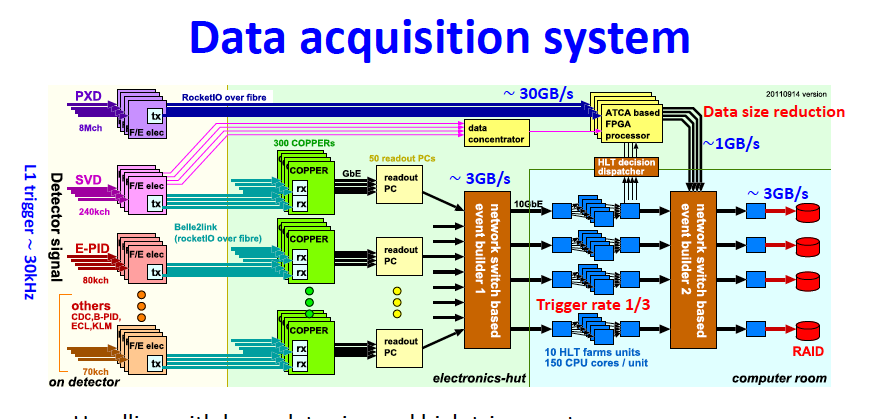 Data acquisition system
PXD
8Mch
tx
F/E elec
RocketIO over fibre
~ 30GB/s
20110914 version
ATCA based
FPGA
processor
Data size reduction
~1GB/s
data
concentrator
HLT decision
dispatcher
L1 trigger ~ 30kHz
Detector signal
SVD
240kch
F/E elec
tx
300 COPPERs
COPPER
GbE
50 readout PCs
readout
PC
~ 3GB/s
10GbE
~ 3GB/s
Belle2link
(rocketIO over fibre)
E-PID
80kch
F/E elec
tx
COPPER
rx
rx
readout
PC
network switch based
event builder 1
network switch based
event builder 2
Trigger rate 1/3
others
CDC,B-PID,
ECL,KLM
70kch
F/E elec
tx
COPPER
rx
rx
readout
PC
10 HLT farms units
150 CPU cores / unit
RAID
on detector
electronics-hut
computer room